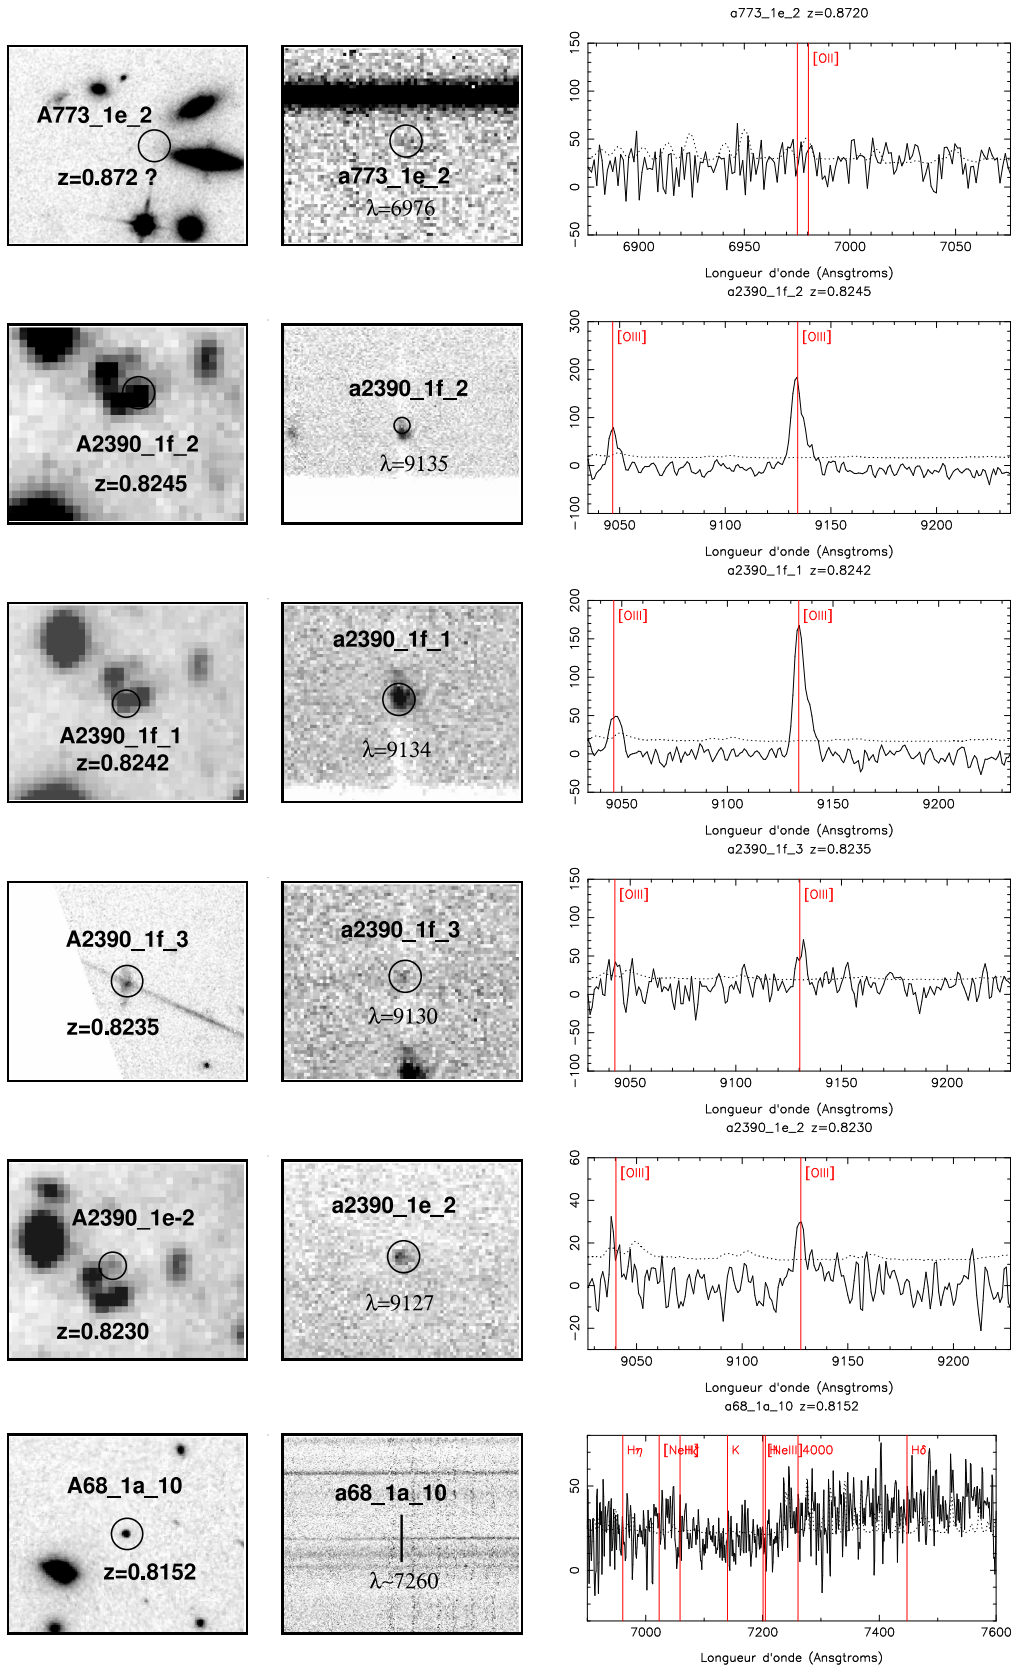 a773_1e_2 z=0.8720
A773_1e_2
z=0.872 ?
a773_1e_2
λ=6976
[OII]
150
100
50
0
−50
6900
6950
7000
7050
Longueur d'onde (Ansgtroms)
a2390_1f_2 z=0.8245
A2390_1f_2
z=0.8245
a2390_1f_2
λ=9135
[OIII]
[OIII]
300
200
100
0
−100
9050
9100
9150
9200
Longueur d'onde (Ansgtroms)
a2390_1f_1 z=0.8242
A2390_1f_1
z=0.8242
a2390_1f_1
λ=9134
[OIII]
[OIII]
200
150
100
50
0
−50
9050
9100
9150
9200
Longueur d'onde (Ansgtroms)
a2390_1f_3 z=0.8235
A2390_1f_3
z=0.8235
a2390_1f_3
λ=9130
[OIII]
[OIII]
150
100
50
0
−50
−100
9050
9100
9150
9200
Longueur d'onde (Ansgtroms)
a2390_1e_2 z=0.8230
A2390_1e-2
z=0.8230
a2390_1e_2
λ=9127
[OIII]
[OIII]
60
40
20
0
−20
9050
9100
9150
9200
Longueur d'onde (Ansgtroms)
a68_1a_10 z=0.8152
A68_1a_10
z=0.8152
a68_1a_10
λ~7260
Hη
K
4000
Hδ
50
0
7000
7200
7400
7600
Longueur d'onde (Ansgtroms)